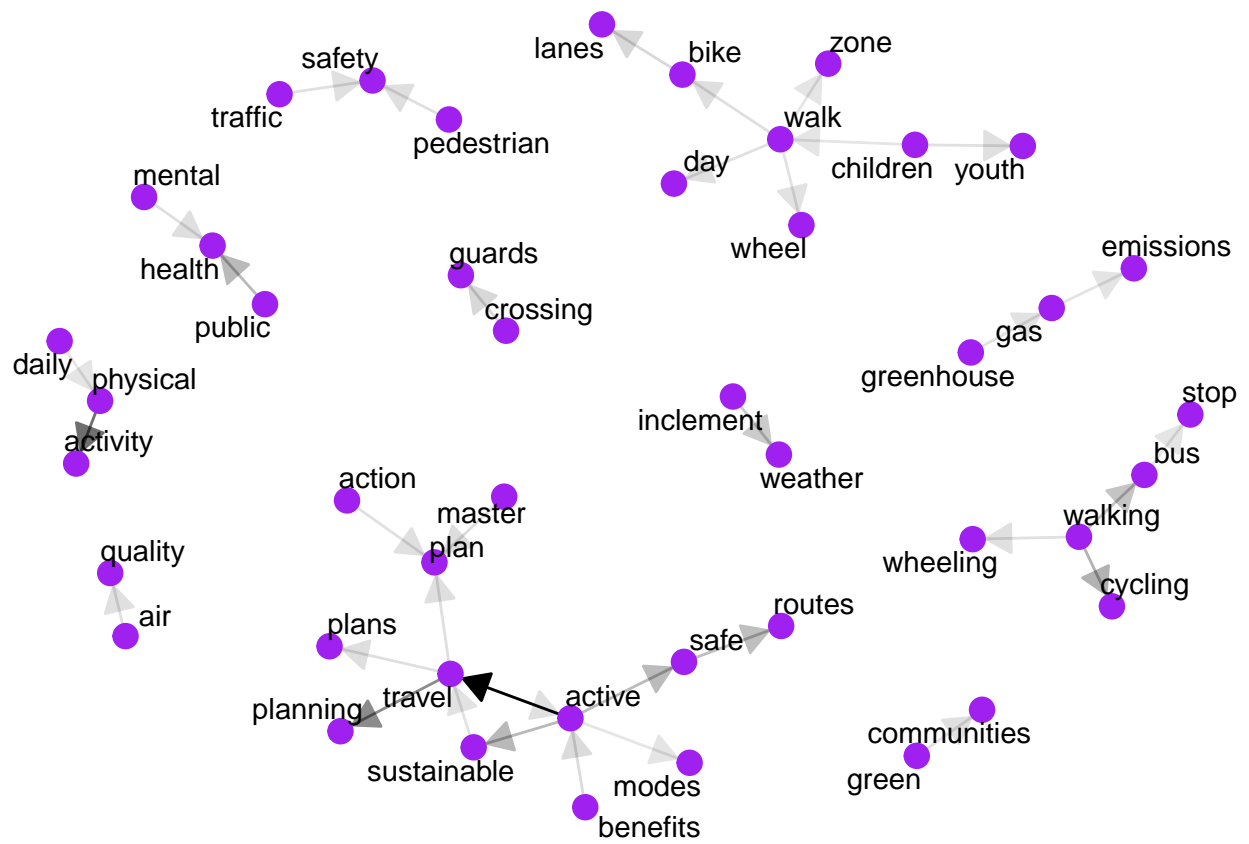 lanes
bike
zone
safety
traffic
pedestrian
walk
day
children
youth
wheel
mental
health
public
guards
crossing
emissions
gas
greenhouse
daily
physical
activity
inclement
weather
stop
bus
walking
wheeling
cycling
action
master
plan
quality
air
plans
travel
planning
sustainable
active
safe
routes
modes
benefits
communities
green